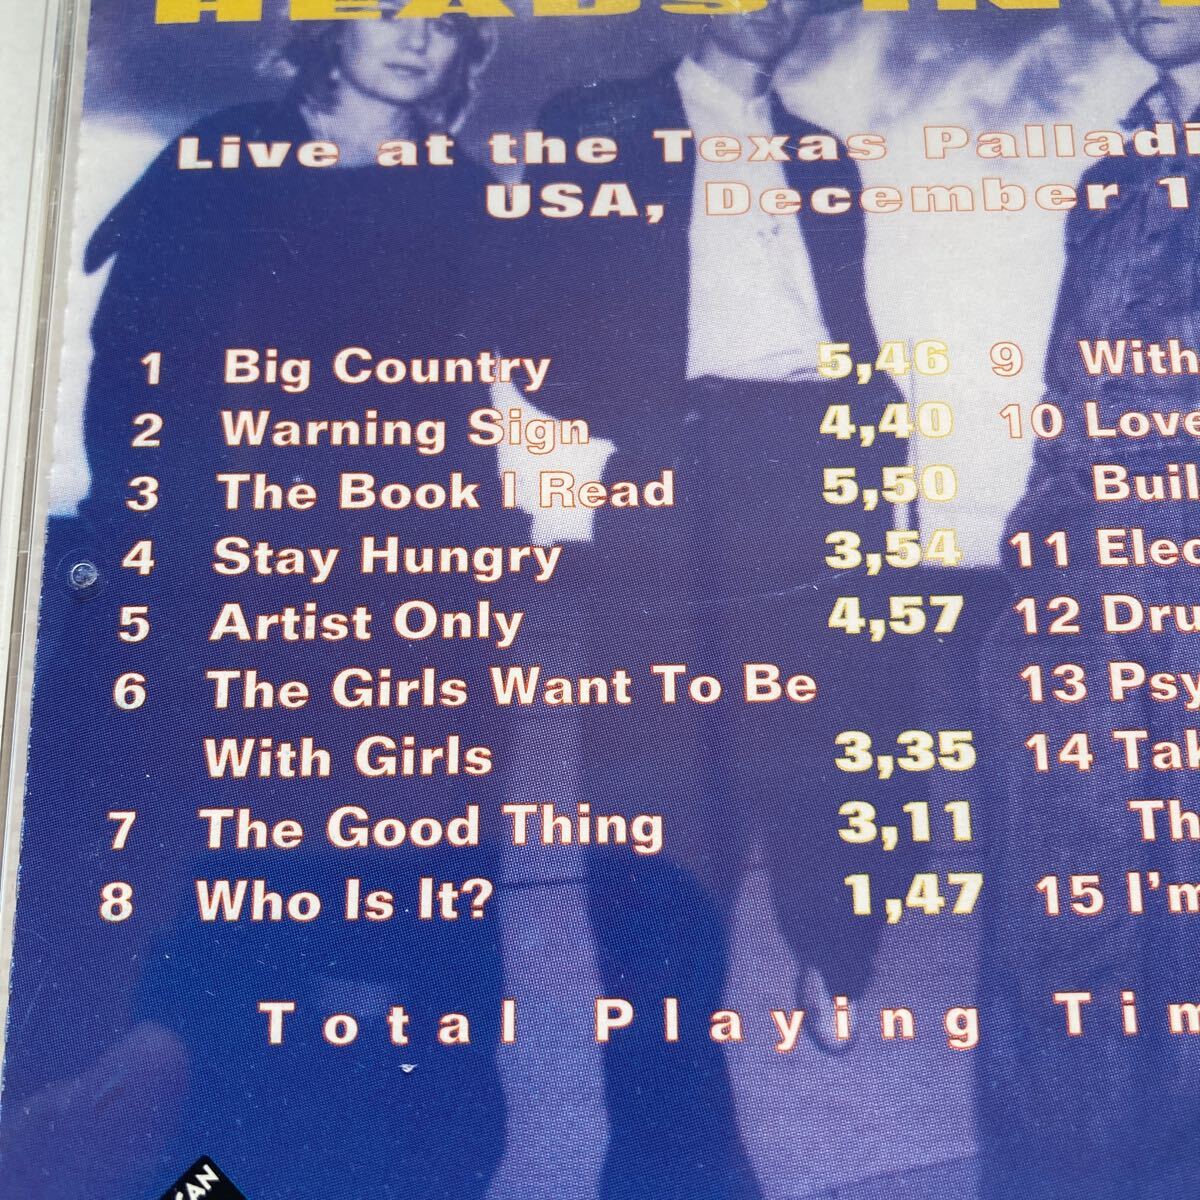 HEADS IN
Live at the Texas Palladi
USA, December 1
1 Big Country 5,46
2 Warning Sign 4,40
3 The Book I Read 5,50
4 Stay Hungry 3,54
5 Artist Only 4,57
6 The Girls Want To Be
With Girls 3,35
7 The Good Thing 3,11
8 Who Is It? 1,47
9 With
10 Love
Buil
11 Elec
12 Dru
13 Psy
14 Tak
Th
15 I'm
Total Playing Tim
CAN